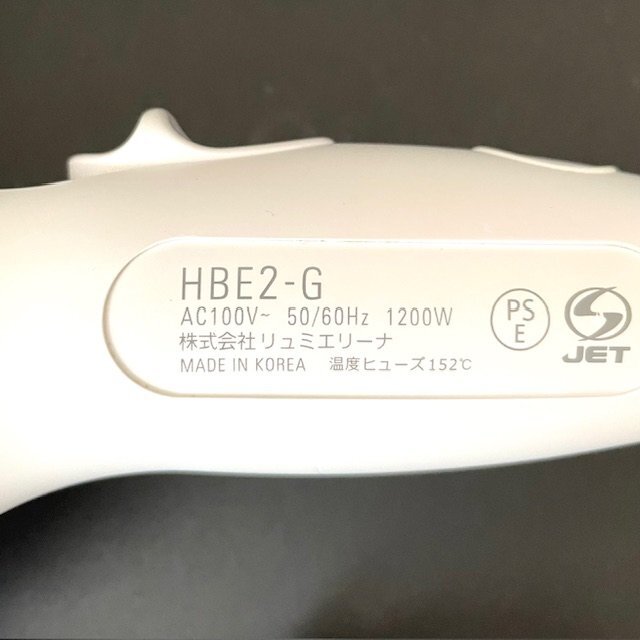 HBE2-G
AC100V~ 50/60Hz 1200W
株式会社リュミエリーナ
MADE IN KOREA 温度ヒューズ152℃
PS
E
JET